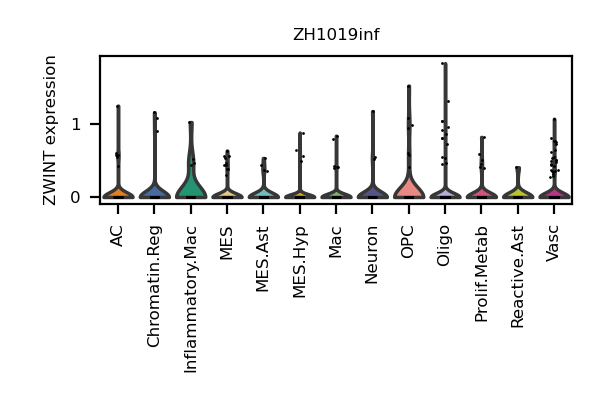 ZH1019inf
ZWINT expression
1
0
AC
Chromatin.Reg
Inflammatory.Mac
MES
MES.Ast
MES.Hyp
Mac
Neuron
OPC
Oligo
Prolif.Metab
Reactive.Ast
Vasc